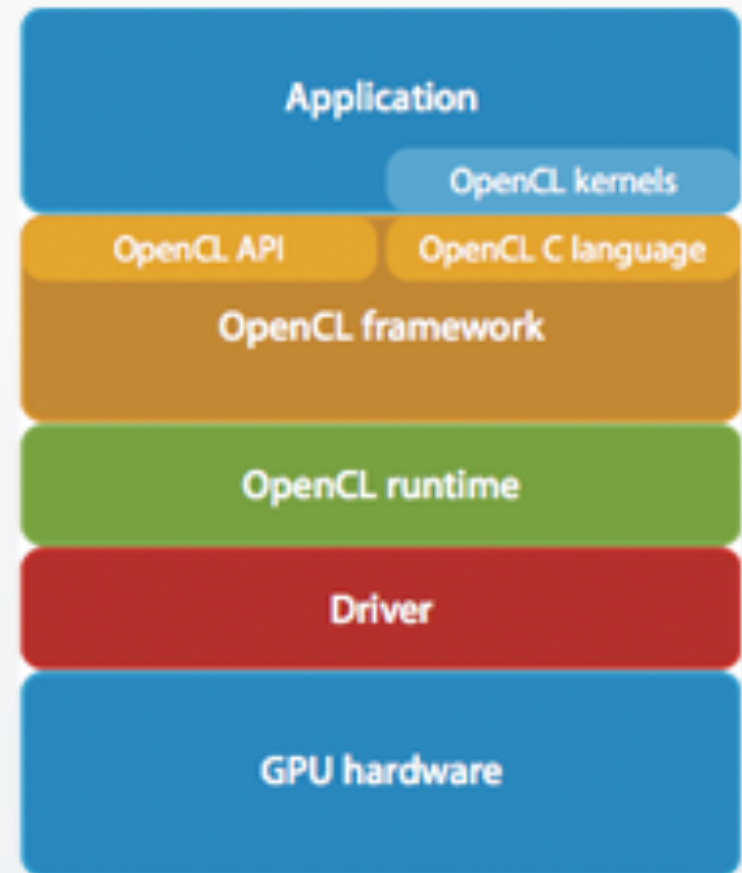 Application
OpenCL kernels
OpenCL API
OpenCL C language
OpenCL framework
OpenCL runtime
Driver
GPU hardware